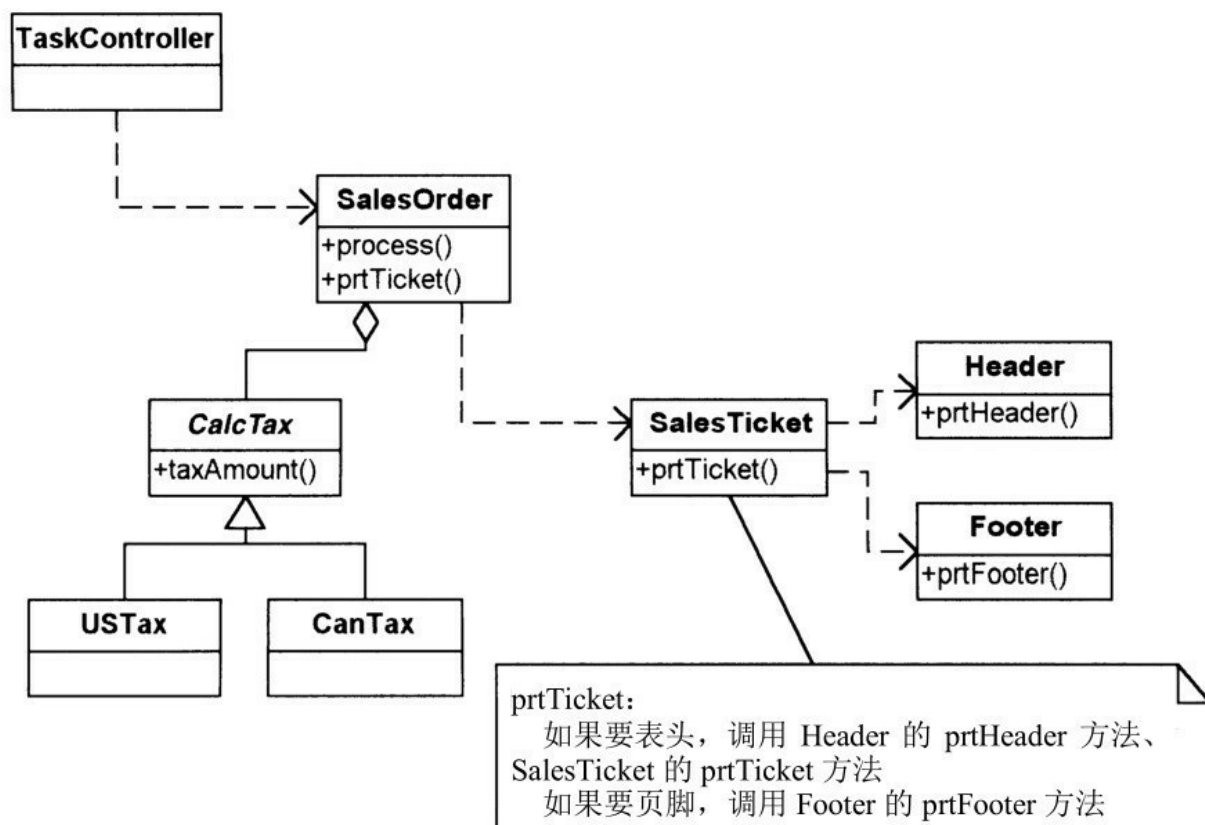 TaskController
SalesOrder
+process()
+prtTicket()
CalcTax
+taxAmount()
USTax
CanTax
SalesTicket
+prtTicket()
Header
+prtHeader()
Footer
+prtFooter()
prtTicket：
如果要表头，调用 Header 的 prtHeader 方法、
SalesTicket 的 prtTicket 方法
如果要页脚，调用 Footer 的 prtFooter 方法